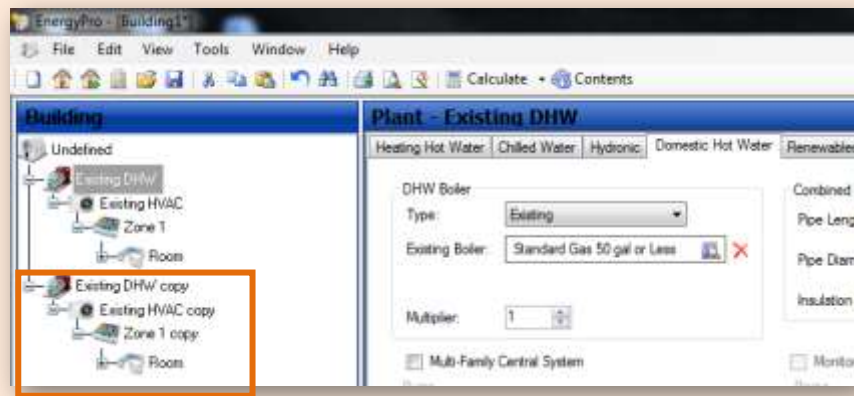 EnergyPro - [Building1*]
File Edit View Tools Window Help
Calculate Contents
Building
Undefined
Existing DHW
Existing HVAC
Zone 1
Room
Existing DHW copy
Existing HVAC copy
Zone 1 copy
Room
Plant - Existing DHW
Heating Hot Water Chilled Water Hydronic Domestic Hot Water Renewables
DHW Boiler
Type: Existing
Existing Boiler: Standard Gas 50 gal or Less
Multiplier: 1
Multi-Family Central System
Combined
Pipe Leng
Pipe Diam
Insulation
Monitor